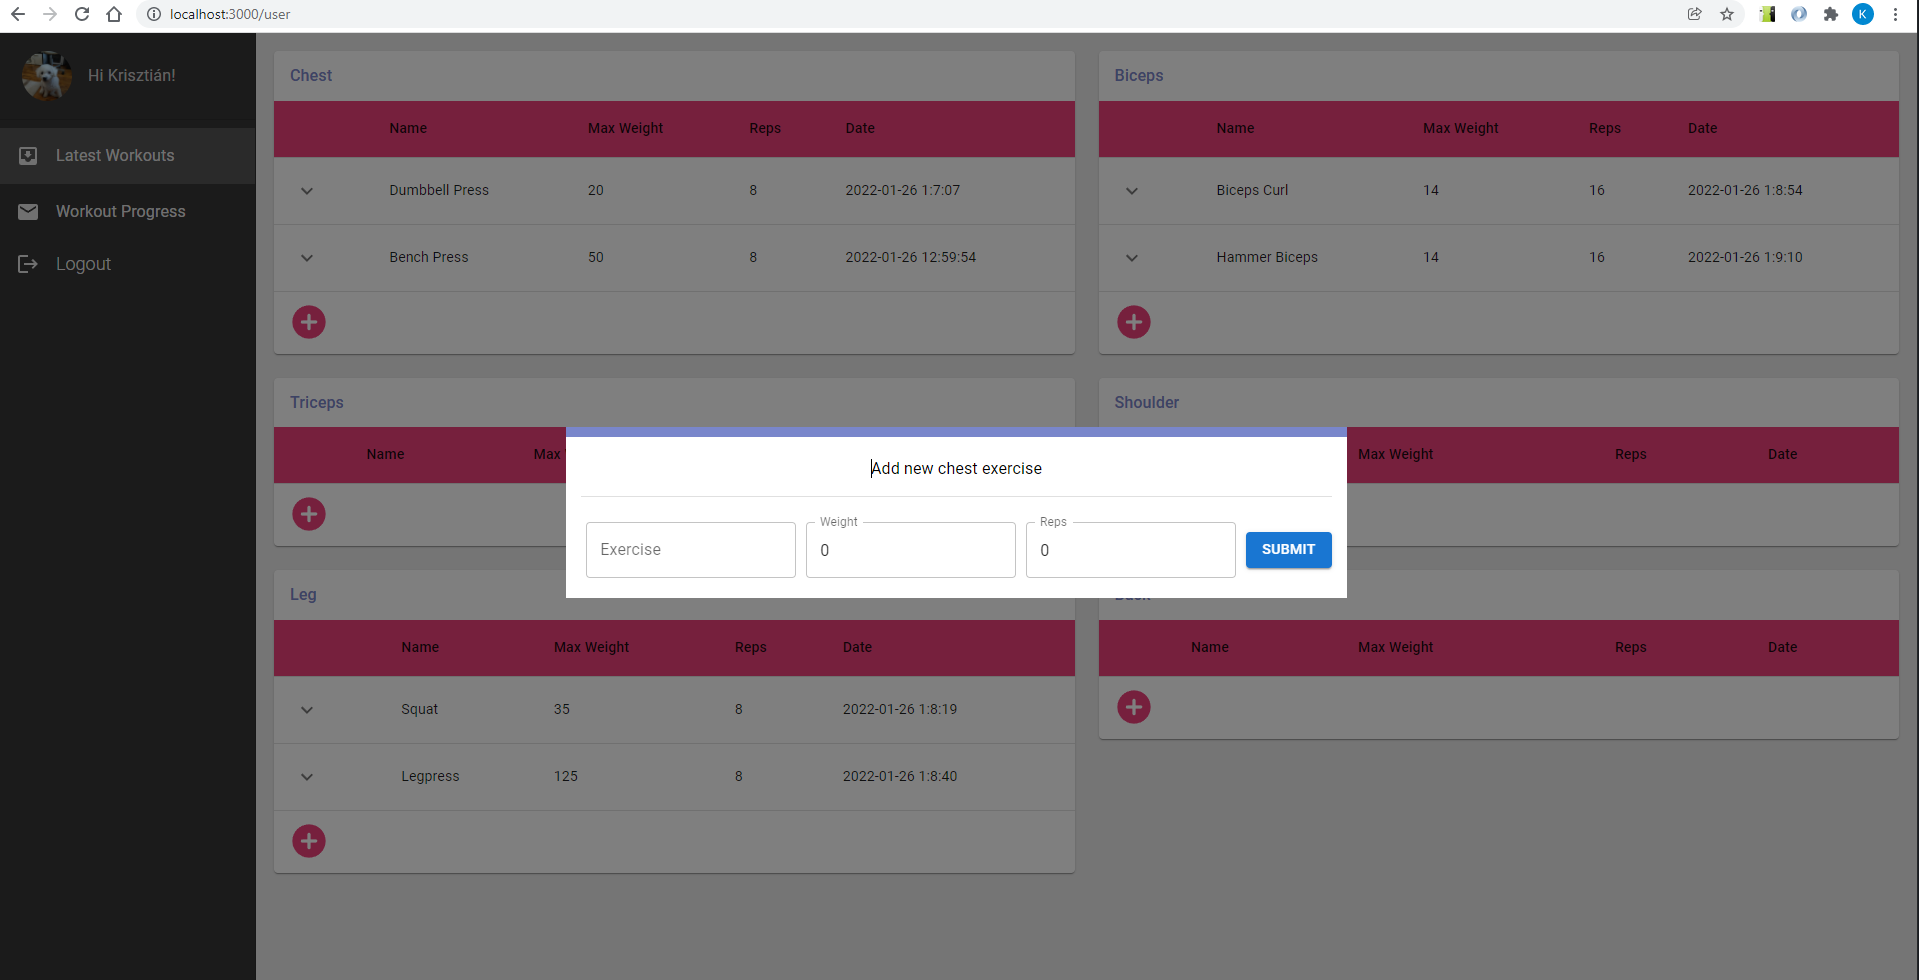 localhost:3000/user
K
Hi Krisztián!
Latest Workouts
Workout Progress
Logout
Chest
Name Max Weight Reps Date
Dumbbell Press 20 8 2022-01-26 1:7:07
Bench Press 50 8 2022-01-26 12:59:54
Biceps
Name Max Weight Reps Date
Biceps Curl 14 16 2022-01-26 1:8:54
Hammer Biceps 14 16 2022-01-26 1:9:10
Triceps
Name Max
Shoulder
Max Weight Reps Date
Add new chest exercise
Exercise
Weight
0
Reps
0
SUBMIT
Leg
Name Max Weight Reps Date
Squat 35 8 2022-01-26 1:8:19
Legpress 125 8 2022-01-26 1:8:40
Name Max Weight Reps Date